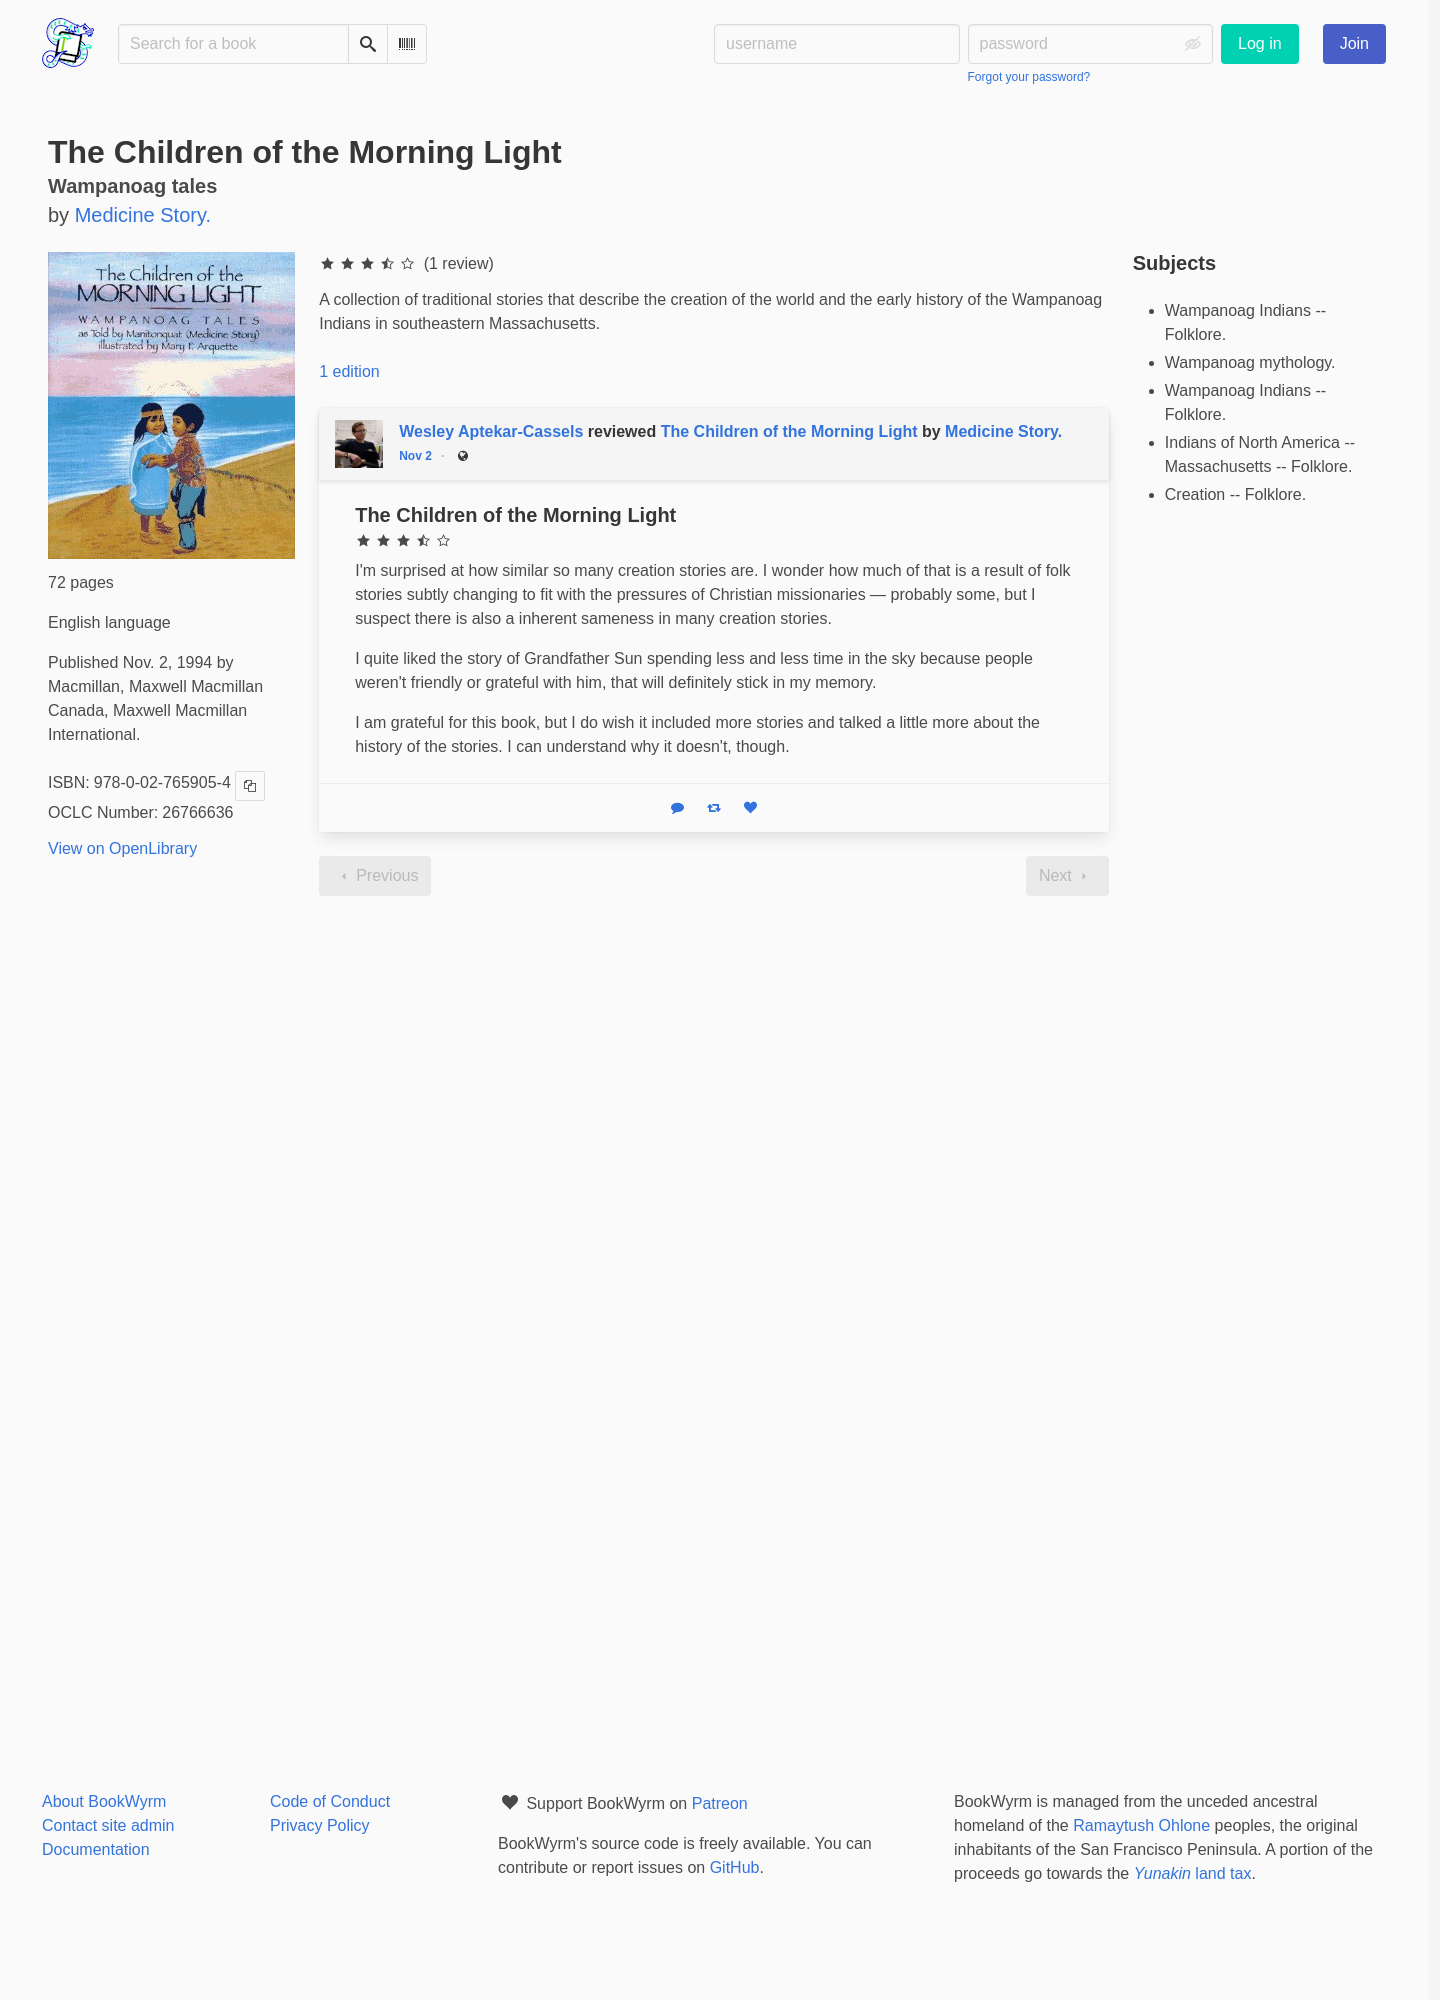 Search for a book
username
password
Log in
Join
Forgot your password?
The Children of the Morning Light
Wampanoag tales
by Medicine Story.
The Children of the
MORNING LIGHT
WAMPANOAG TALES
as Told by Manitonquat (Medicine Story)
illustrated by Mary F. Arquette
72 pages
English language
Published Nov. 2, 1994 by
Macmillan, Maxwell Macmillan
Canada, Maxwell Macmillan
International.
ISBN: 978-0-02-765905-4
OCLC Number: 26766636
View on OpenLibrary
(1 review)
A collection of traditional stories that describe the creation of the world and the early history of the Wampanoag
Indians in southeastern Massachusetts.
1 edition
Wesley Aptekar-Cassels reviewed The Children of the Morning Light by Medicine Story.
Nov 2 ·
The Children of the Morning Light
I'm surprised at how similar so many creation stories are. I wonder how much of that is a result of folk
stories subtly changing to fit with the pressures of Christian missionaries — probably some, but I
suspect there is also a inherent sameness in many creation stories.
I quite liked the story of Grandfather Sun spending less and less time in the sky because people
weren't friendly or grateful with him, that will definitely stick in my memory.
I am grateful for this book, but I do wish it included more stories and talked a little more about the
history of the stories. I can understand why it doesn't, though.
Previous
Next
Subjects
Wampanoag Indians --
Folklore.
Wampanoag mythology.
Wampanoag Indians --
Folklore.
Indians of North America --
Massachusetts -- Folklore.
Creation -- Folklore.
About BookWyrm
Contact site admin
Documentation
Code of Conduct
Privacy Policy
Support BookWyrm on Patreon
BookWyrm's source code is freely available. You can
contribute or report issues on GitHub.
BookWyrm is managed from the unceded ancestral
homeland of the Ramaytush Ohlone peoples, the original
inhabitants of the San Francisco Peninsula. A portion of the
proceeds go towards the Yunakin land tax.